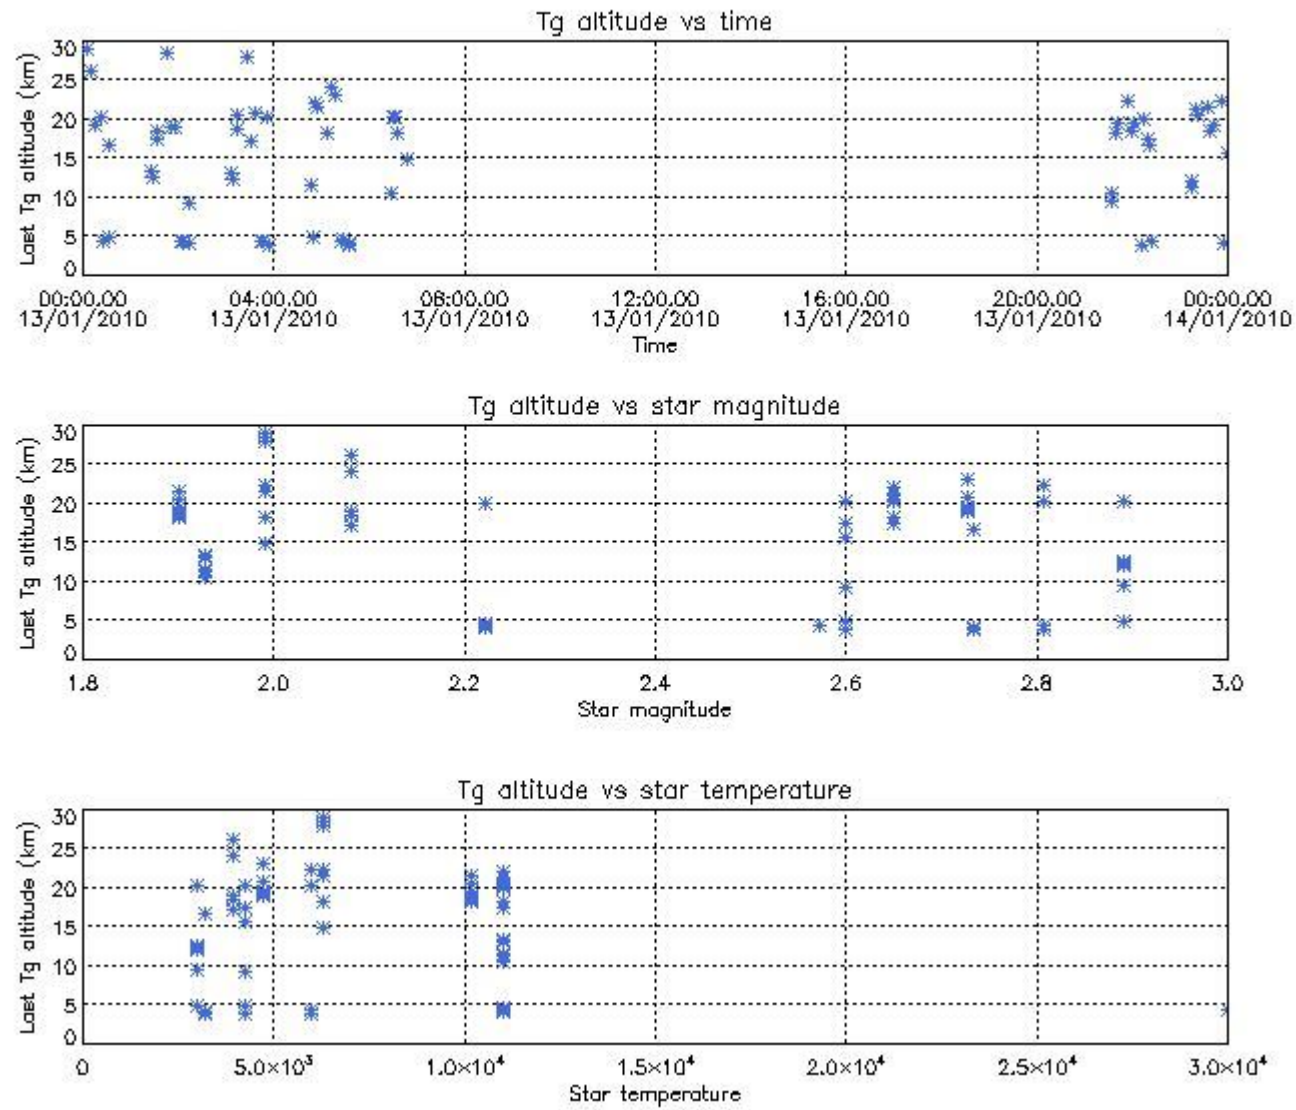 Tg altitude vs time
Last Tg altitude (km)
30
25
20
15
10
5
0
00:00.00 04:00.00 08:00.00 12:00.00 16:00.00 20:00.00 00:00.00
13/01/2010 13/01/2010 13/01/2010 13/01/2010 13/01/2010 13/01/2010 14/01/2010
Time
Tg altitude vs star magnitude
Last Tg altitude (km)
30
25
20
15
10
5
0
1.8 2.0 2.2 2.4 2.6 2.8 3.0
Star magnitude
Tg altitude vs star temperature
Last Tg altitude (km)
30
25
20
15
10
5
0
0 5.0×10³ 1.0×10⁴ 1.5×10⁴ 2.0×10⁴ 2.5×10⁴ 3.0×10⁴
Star temperature